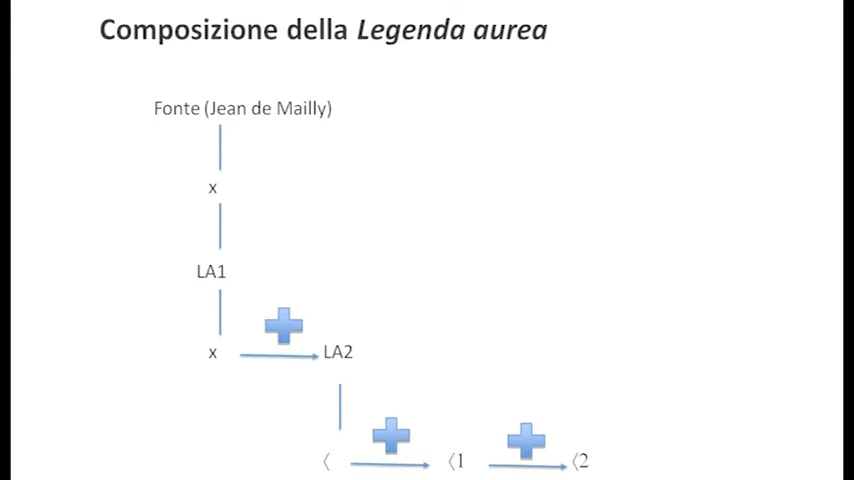 Composizione della Legenda aurea
Fonte (Jean de Mailly)
x
LA1
x LA2
〈 〈1 〈2